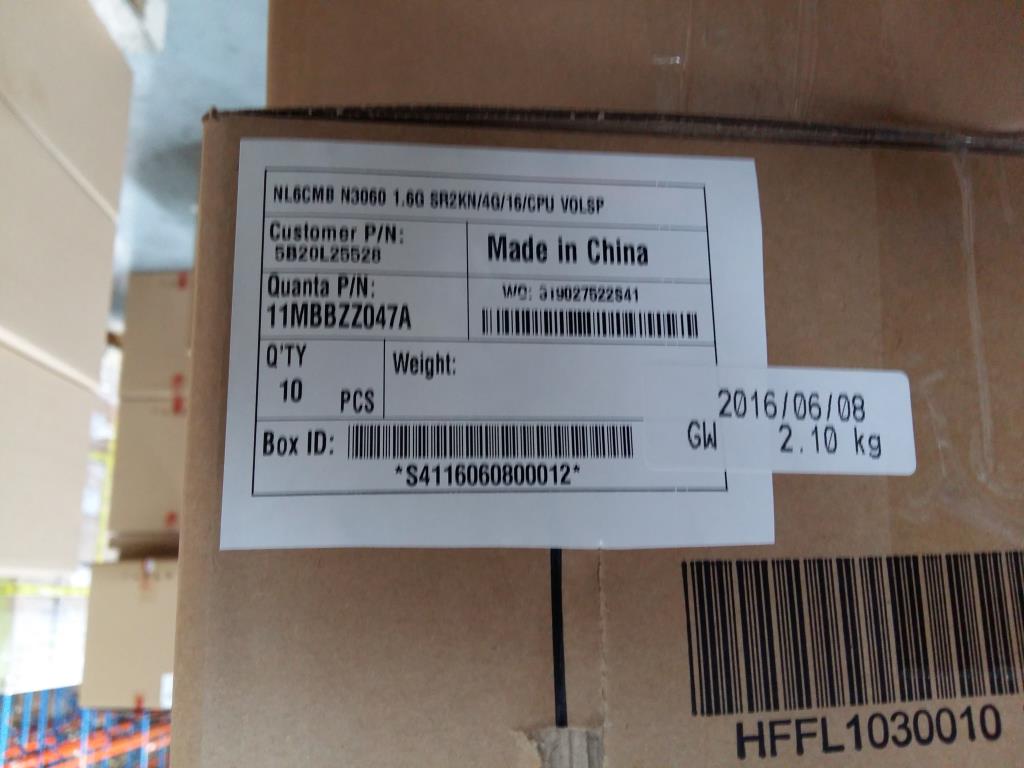 NL6CMB N3060 1.6G SR2KN/4G/16/CPU VOLSP
Customer P/N:
5B20L25528
Made in China
Quanta P/N:
11MBBZZ047A
WO:
Q'TY
10 PCS
Weight:
2016/06/08
GW 2.10 kg
Box ID:
*S4116060800012*
HFFL1030010